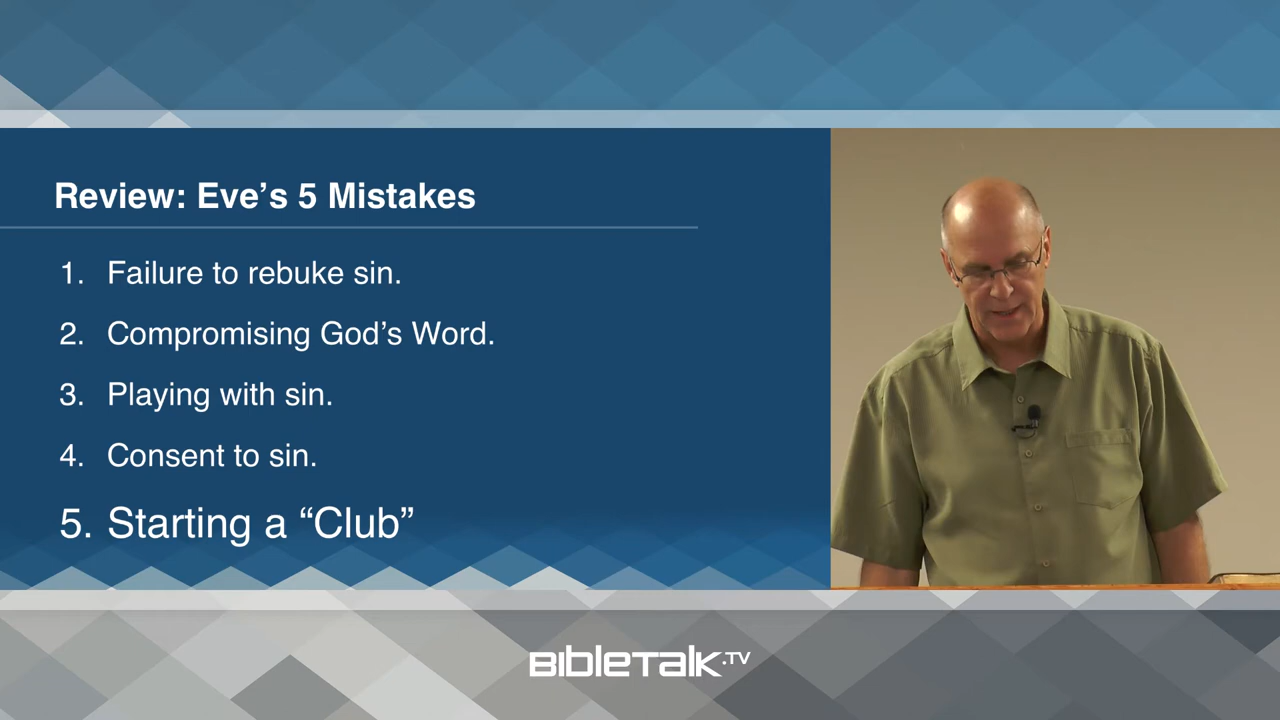 Review: Eve’s 5 Mistakes
1. Failure to rebuke sin.
2. Compromising God’s Word.
3. Playing with sin.
4. Consent to sin.
5. Starting a “Club”
BIBLETALK.TV